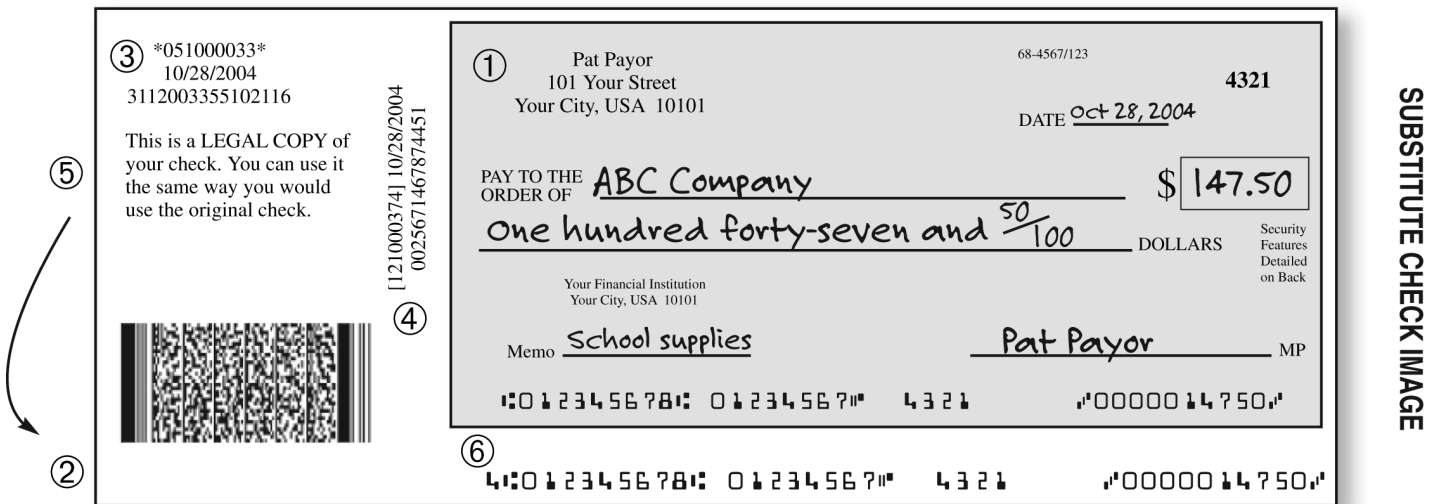 ③ *051000033*
10/28/2004
3112003355102116
This is a LEGAL COPY of
your check. You can use it
the same way you would
use the original check.
⑤
②
[121000374] 10/28/2004
002567146787​4451
④
①
Pat Payor
101 Your Street
Your City, USA 10101
68-4567/123
4321
DATE Oct 28, 2004
PAY TO THE
ORDER OF ABC Company $ 147.50
One hundred forty-seven and 50/100 DOLLARS
Security
Features
Detailed
on Back
Your Financial Institution
Your City, USA 10101
Memo School supplies Pat Payor MP
⑆012345678⑆ 01234567⑈ 4321 ⑇0000014750⑇
⑥
4⑆012345678⑆ 01234567⑈ 4321 ⑇0000014750⑇
SUBSTITUTE CHECK IMAGE